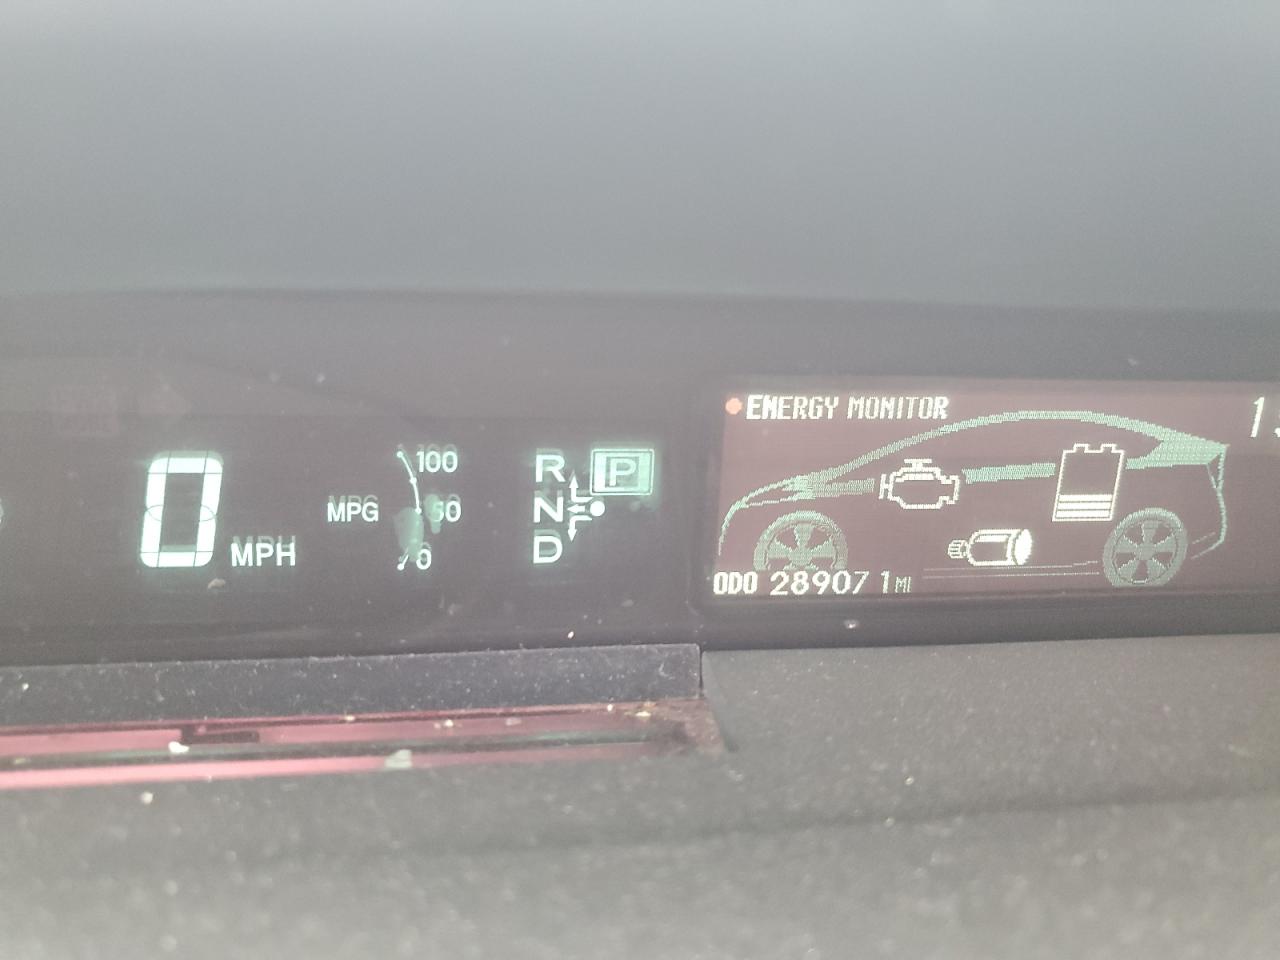 0 MPH
MPG
100
50
0
R
N
D
P
ENERGY MONITOR
ODO 289071 MI